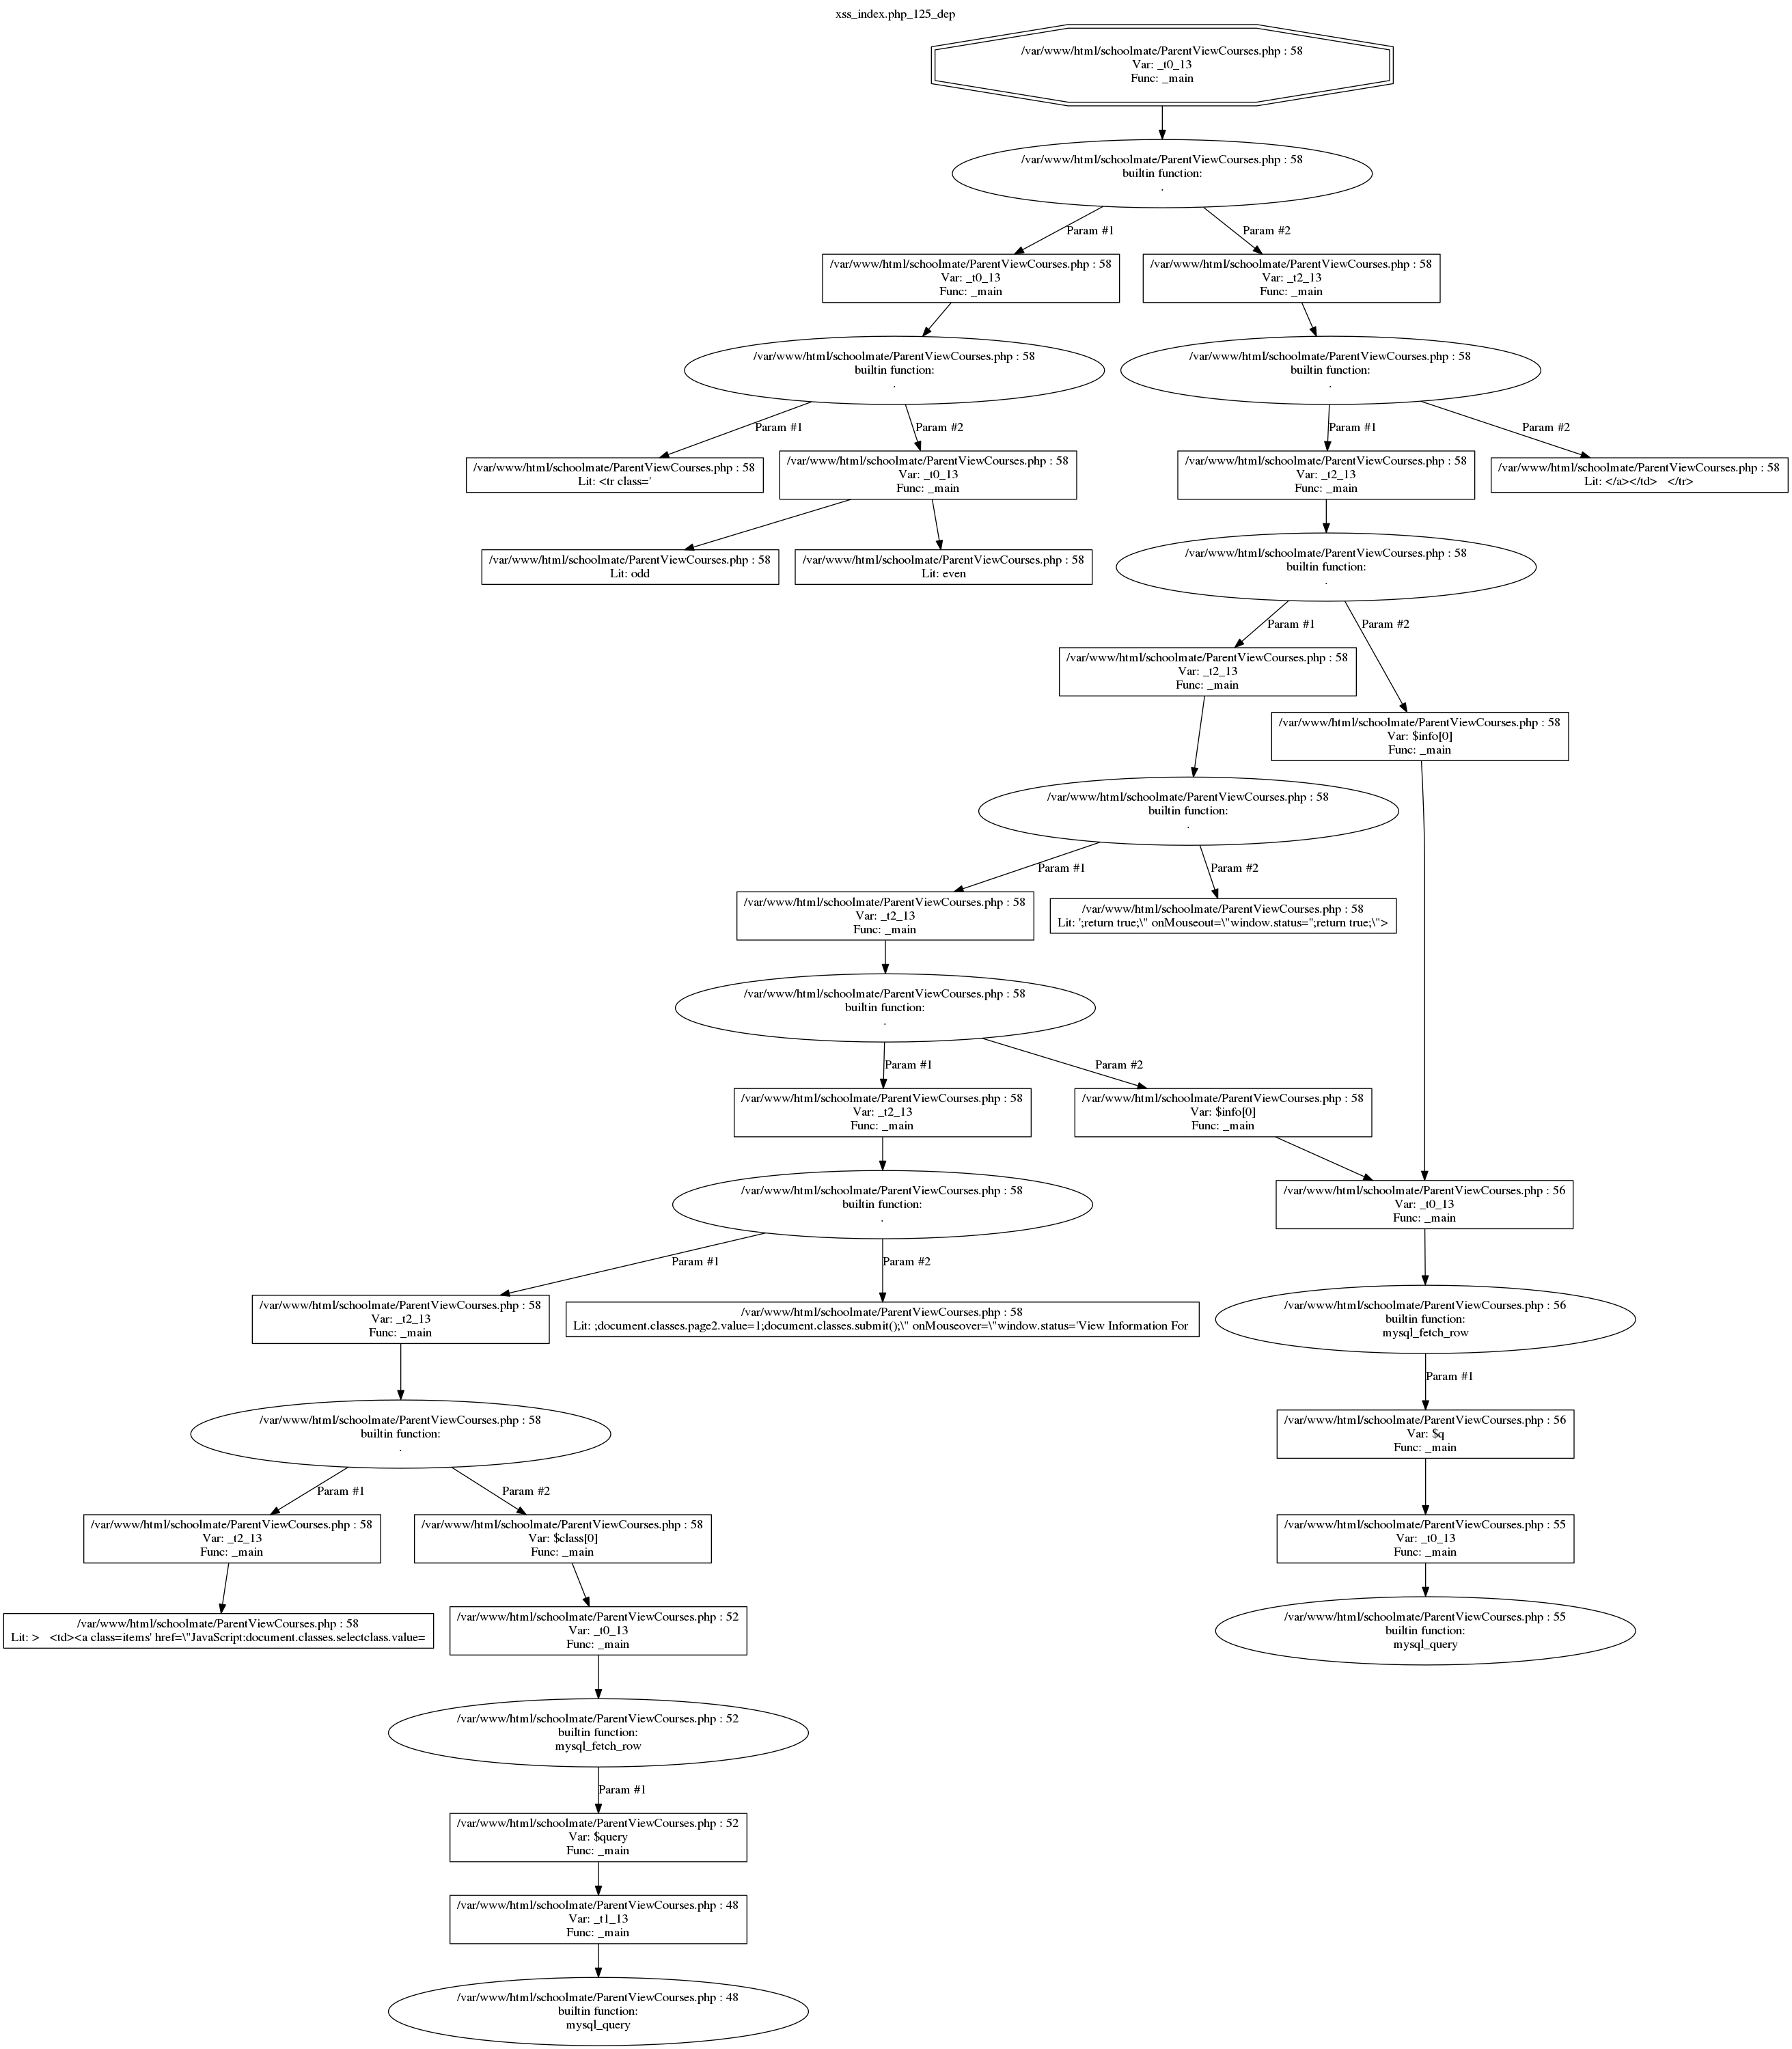 xss_index.php_125_dep
/var/www/html/schoolmate/ParentViewCourses.php : 58
Var: _t0_13
Func: _main
/var/www/html/schoolmate/ParentViewCourses.php : 58
builtin function:
.
Param #1
Param #2
/var/www/html/schoolmate/ParentViewCourses.php : 58
Var: _t0_13
Func: _main
/var/www/html/schoolmate/ParentViewCourses.php : 58
Var: _t2_13
Func: _main
/var/www/html/schoolmate/ParentViewCourses.php : 58
builtin function:
.
/var/www/html/schoolmate/ParentViewCourses.php : 58
builtin function:
.
Param #1
Param #2
Param #1
Param #2
/var/www/html/schoolmate/ParentViewCourses.php : 58
Lit: <tr class='
/var/www/html/schoolmate/ParentViewCourses.php : 58
Var: _t0_13
Func: _main
/var/www/html/schoolmate/ParentViewCourses.php : 58
Var: _t2_13
Func: _main
/var/www/html/schoolmate/ParentViewCourses.php : 58
Lit: </a></td>   </tr>
/var/www/html/schoolmate/ParentViewCourses.php : 58
Lit: odd
/var/www/html/schoolmate/ParentViewCourses.php : 58
Lit: even
/var/www/html/schoolmate/ParentViewCourses.php : 58
builtin function:
.
Param #1
Param #2
/var/www/html/schoolmate/ParentViewCourses.php : 58
Var: _t2_13
Func: _main
/var/www/html/schoolmate/ParentViewCourses.php : 58
Var: $info[0]
Func: _main
/var/www/html/schoolmate/ParentViewCourses.php : 58
builtin function:
.
Param #1
Param #2
/var/www/html/schoolmate/ParentViewCourses.php : 58
Var: _t2_13
Func: _main
/var/www/html/schoolmate/ParentViewCourses.php : 58
Lit: ';return true;\" onMouseout=\"window.status='';return true;\">
/var/www/html/schoolmate/ParentViewCourses.php : 58
builtin function:
.
Param #1
Param #2
/var/www/html/schoolmate/ParentViewCourses.php : 58
Var: _t2_13
Func: _main
/var/www/html/schoolmate/ParentViewCourses.php : 58
Var: $info[0]
Func: _main
/var/www/html/schoolmate/ParentViewCourses.php : 58
builtin function:
.
/var/www/html/schoolmate/ParentViewCourses.php : 56
Var: _t0_13
Func: _main
Param #1
Param #2
/var/www/html/schoolmate/ParentViewCourses.php : 58
Var: _t2_13
Func: _main
/var/www/html/schoolmate/ParentViewCourses.php : 58
Lit: ;document.classes.page2.value=1;document.classes.submit();\" onMouseover=\"window.status='View Information For
/var/www/html/schoolmate/ParentViewCourses.php : 56
builtin function:
mysql_fetch_row
Param #1
/var/www/html/schoolmate/ParentViewCourses.php : 58
builtin function:
.
/var/www/html/schoolmate/ParentViewCourses.php : 56
Var: $q
Func: _main
Param #1
Param #2
/var/www/html/schoolmate/ParentViewCourses.php : 58
Var: _t2_13
Func: _main
/var/www/html/schoolmate/ParentViewCourses.php : 58
Var: $class[0]
Func: _main
/var/www/html/schoolmate/ParentViewCourses.php : 55
Var: _t0_13
Func: _main
/var/www/html/schoolmate/ParentViewCourses.php : 58
Lit: >   <td><a class=items' href=\"JavaScript:document.classes.selectclass.value=
/var/www/html/schoolmate/ParentViewCourses.php : 52
Var: _t0_13
Func: _main
/var/www/html/schoolmate/ParentViewCourses.php : 55
builtin function:
mysql_query
/var/www/html/schoolmate/ParentViewCourses.php : 52
builtin function:
mysql_fetch_row
Param #1
/var/www/html/schoolmate/ParentViewCourses.php : 52
Var: $query
Func: _main
/var/www/html/schoolmate/ParentViewCourses.php : 48
Var: _t1_13
Func: _main
/var/www/html/schoolmate/ParentViewCourses.php : 48
builtin function:
mysql_query